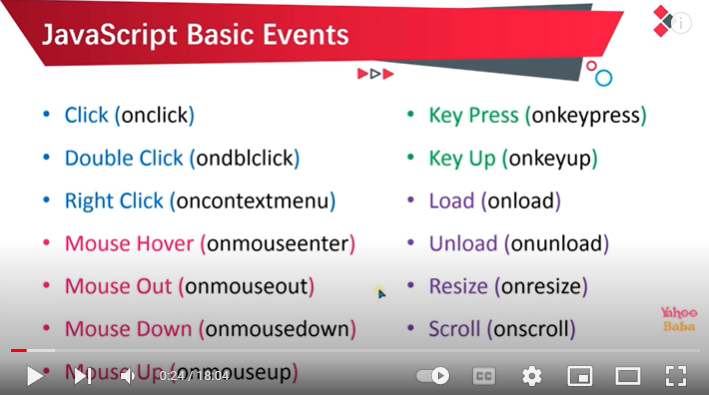 JavaScript Basic Events
Click (onclick)
Double Click (ondblclick)
Right Click (oncontextmenu)
Mouse Hover (onmouseenter)
Mouse Out (onmouseout)
Mouse Down (onmousedown)
Mouse Up (onmouseup)
Key Press (onkeypress)
Key Up (onkeyup)
Load (onload)
Unload (onunload)
Resize (onresize)
Scroll (onscroll)
Yahoo
Baba
0:24 / 18:04
CC